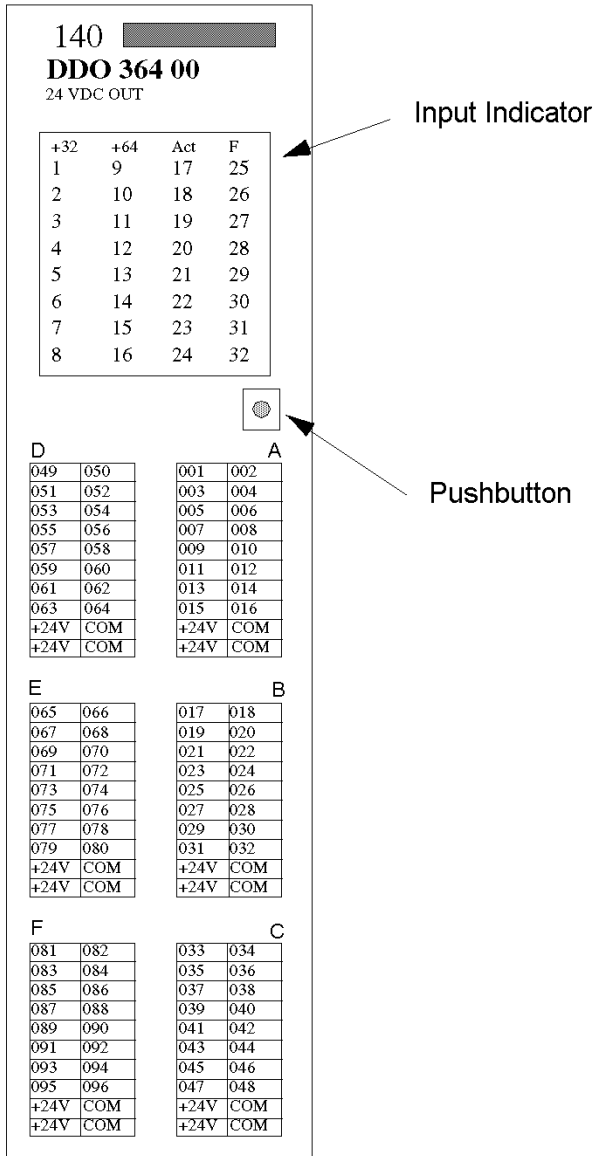 140
DDO 364 00
24 VDC OUT
Input Indicator
+32 +64 Act F
1 9 17 25
2 10 18 26
3 11 19 27
4 12 20 28
5 13 21 29
6 14 22 30
7 15 23 31
8 16 24 32
Pushbutton
D
049 050
051 052
053 054
055 056
057 058
059 060
061 062
063 064
+24V COM
+24V COM
A
001 002
003 004
005 006
007 008
009 010
011 012
013 014
015 016
+24V COM
+24V COM
E
065 066
067 068
069 070
071 072
073 074
075 076
077 078
079 080
+24V COM
+24V COM
B
017 018
019 020
021 022
023 024
025 026
027 028
029 030
031 032
+24V COM
+24V COM
F
081 082
083 084
085 086
087 088
089 090
091 092
093 094
095 096
+24V COM
+24V COM
C
033 034
035 036
037 038
039 040
041 042
043 044
045 046
047 048
+24V COM
+24V COM